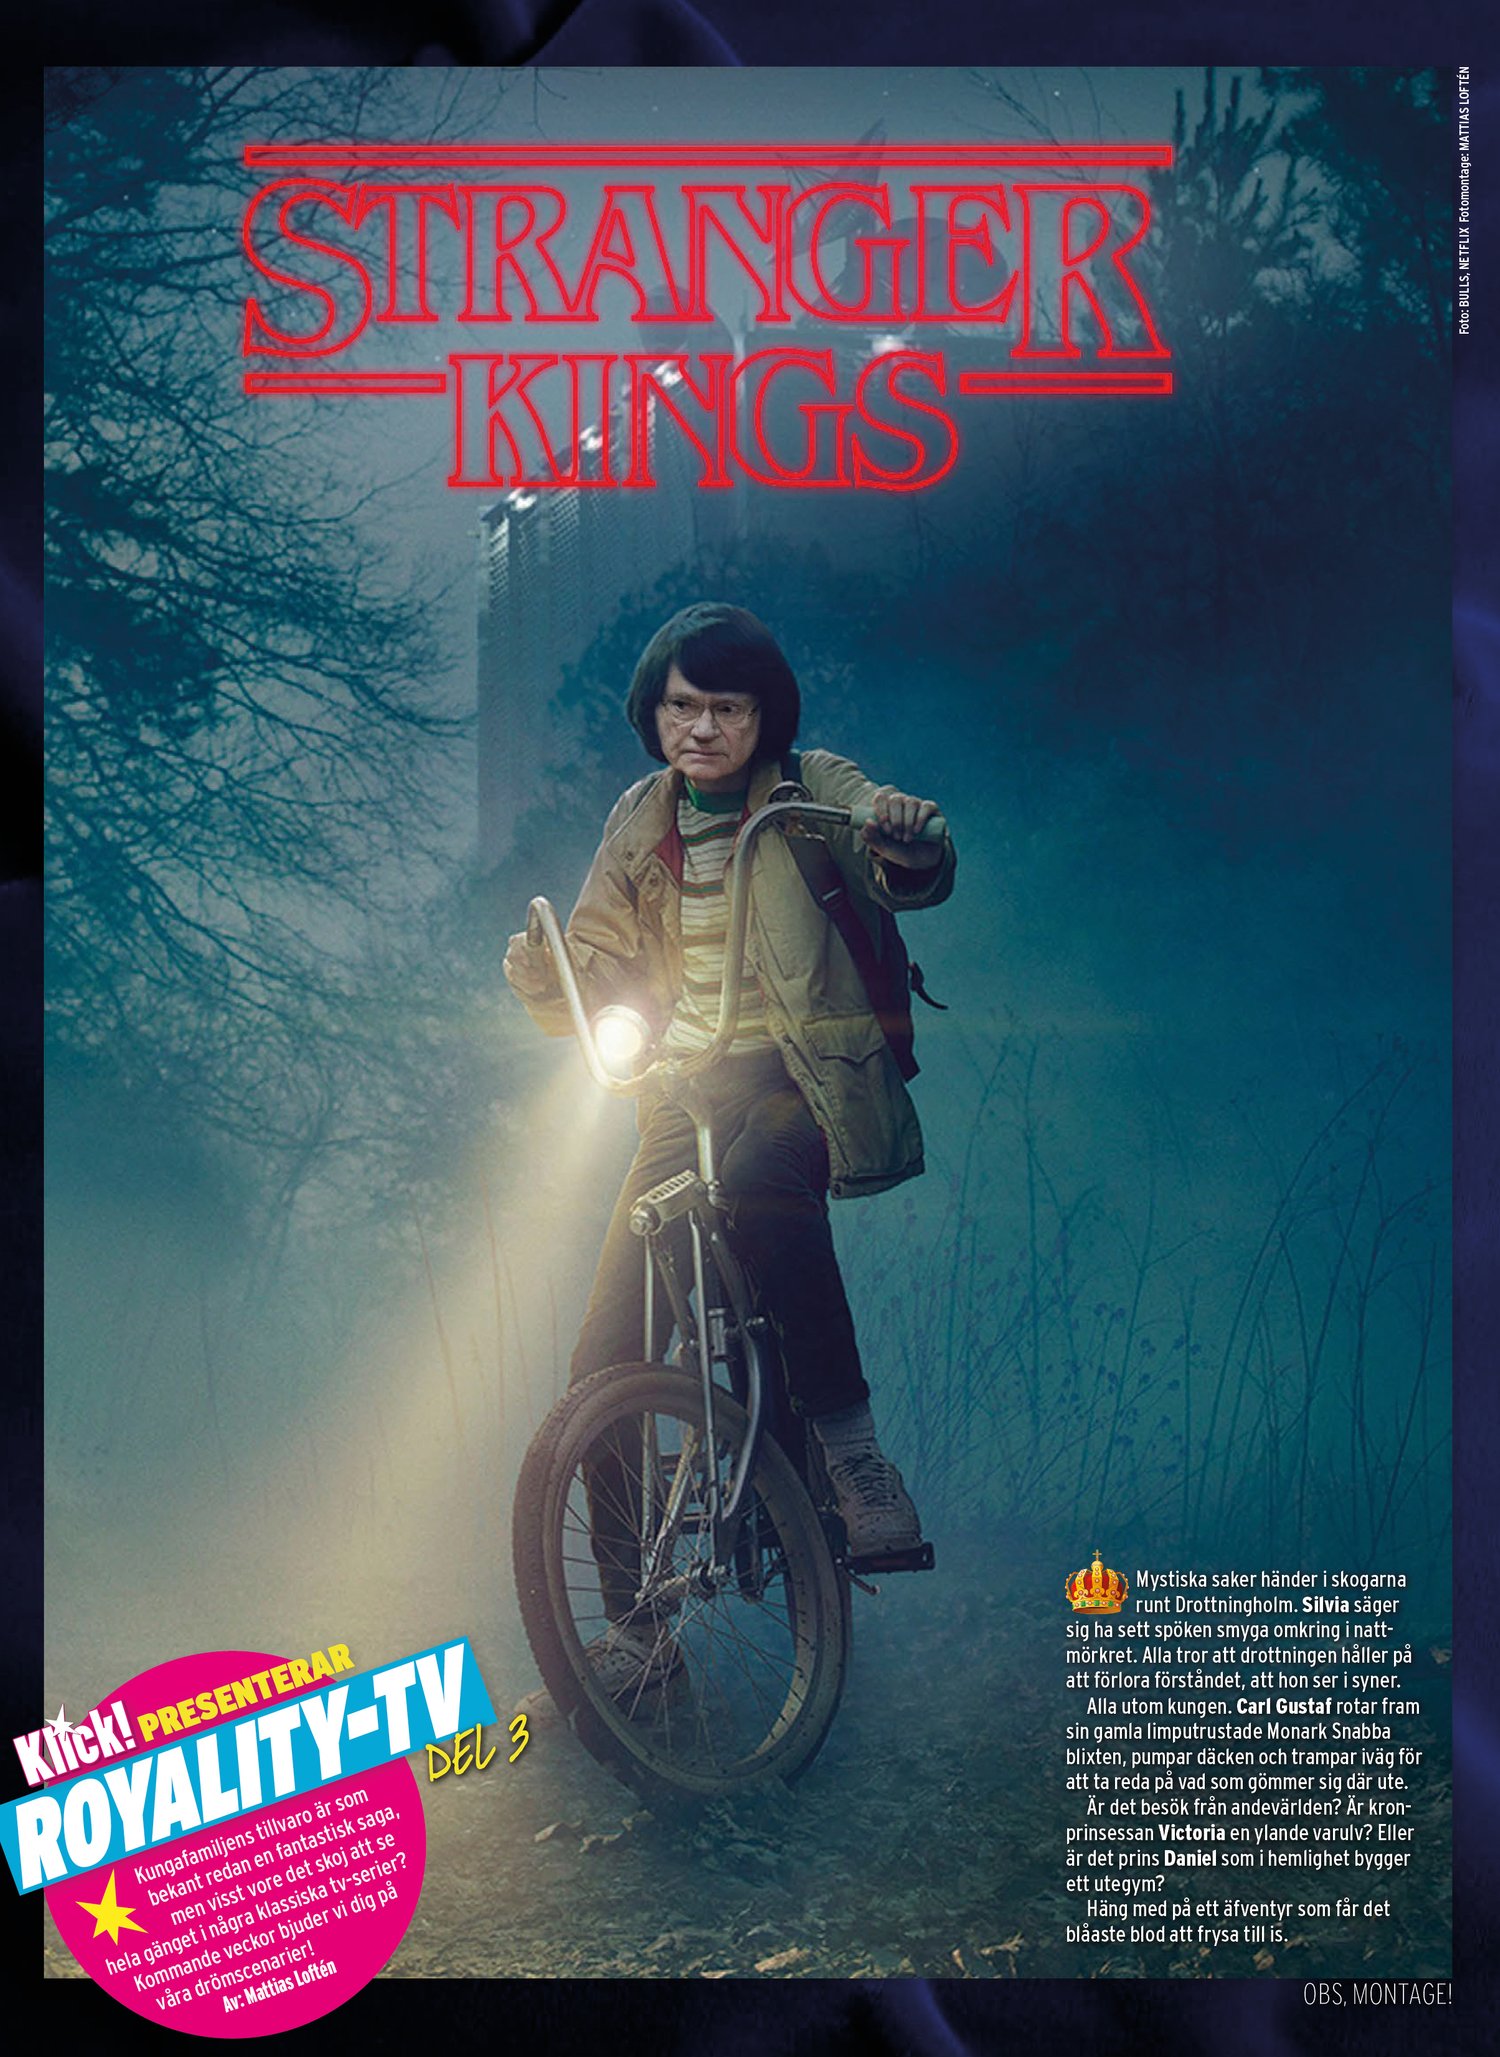 Foto: BULLS, NETFLIX Fotomontage: MATTIAS LOFTÉN
STRANGER
KINGS
Mystiska saker händer i skogarna
runt Drottningholm. Silvia säger
sig ha sett spöken smyga omkring i natt-
mörkret. Alla tror att drottningen håller på
att förlora förståndet, att hon ser i syner.
Alla utom kungen. Carl Gustaf rotar fram
sin gamla limputrustade Monark Snabba
blixten, pumpar däcken och trampar iväg för
att ta reda på vad som gömmer sig där ute.
Är det besök från andevärlden? Är kron-
prinsessan Victoria en ylande varulv? Eller
är det prins Daniel som i hemlighet bygger
ett utegym?
Häng med på ett äfventyr som får det
blåaste blod att frysa till is.
Klick! PRESENTERAR
ROYALITY-TV
DEL 3
Kungafamiljens tillvaro är som
bekant redan en fantastisk saga,
men visst vore det skoj att se
hela gänget i några klassiska tv-serier?
Kommande veckor bjuder vi dig på
våra drömscenarier!
Av: Mattias Loftén
OBS, MONTAGE!